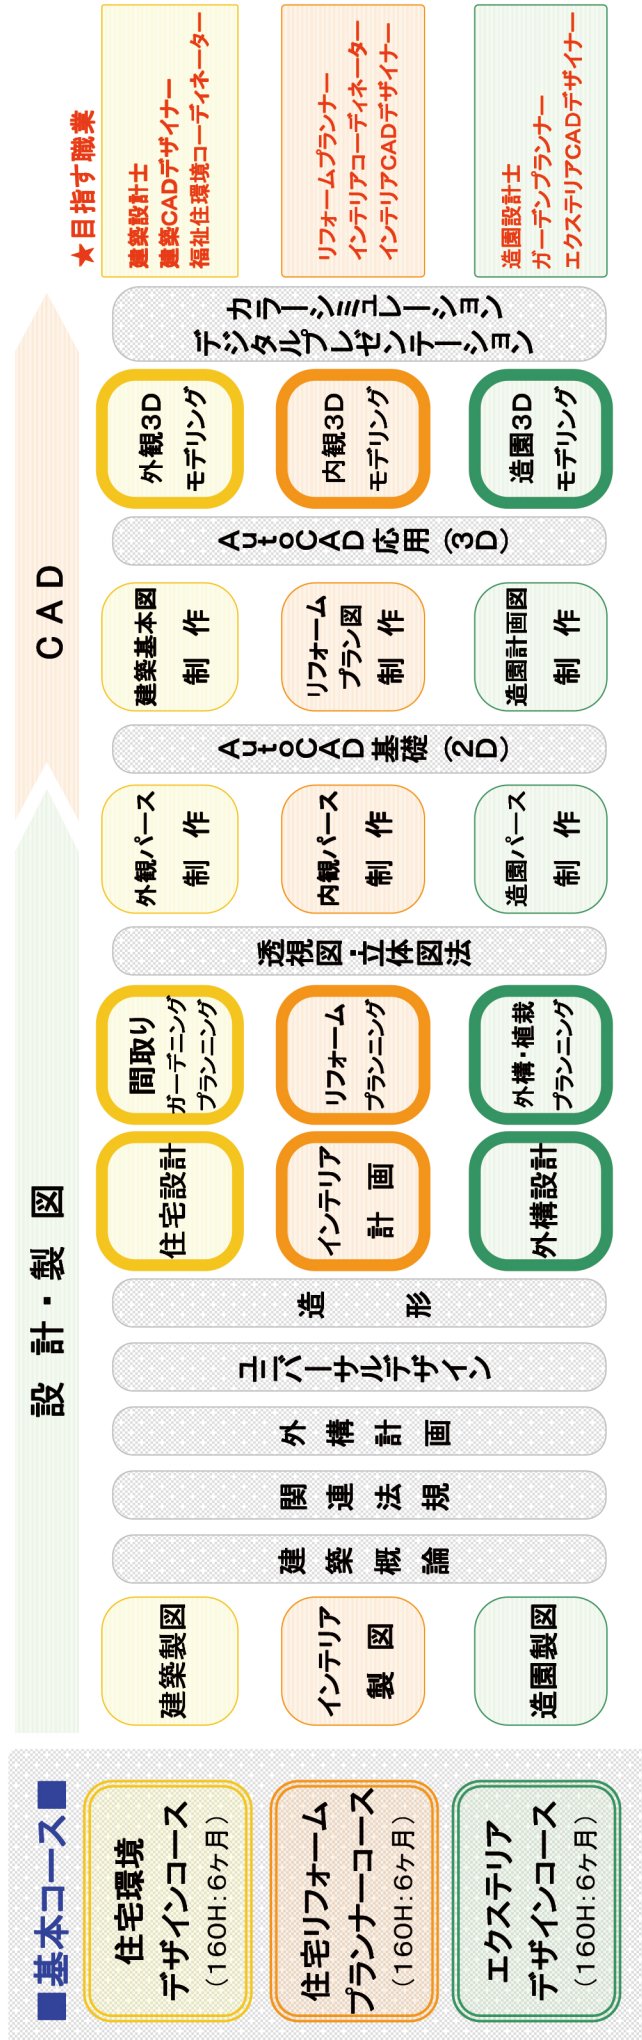 ■基本コース■
住宅環境
デザインコース
(160H:6ケ月)
住宅リフォーム
プランナーコース
(160H:6ケ月)
エクステリア
デザインコース
(160H:6ケ月)
設計・製図
CAD
建築製図
インテリア
製図
造園製図
建築概論
関連法規
外構計画
ユニバーサルデザイン
造形
住宅設計
インテリア
計画
外構設計
間取り
ガーデニング
プランニング
リフォーム
プランニング
外構・植栽
プランニング
透視図・立体図法
外観パース
制作
内観パース
制作
造園パース
制作
AutoCAD基礎(2D)
建築基本図
制作
リフォーム
プラン図
制作
造園計画図
制作
AutoCAD応用(3D)
外観3D
モデリング
内観3D
モデリング
造園3D
モデリング
カラーシミュレーション
デジタルプレゼンテーション
★目指す職業
建築設計士
建築CADデザイナー
福祉住環境コーディネーター
リフォームプランナー
インテリアコーディネーター
インテリアCADデザイナー
造園設計士
ガーデンプランナー
エクステリアCADデザイナー